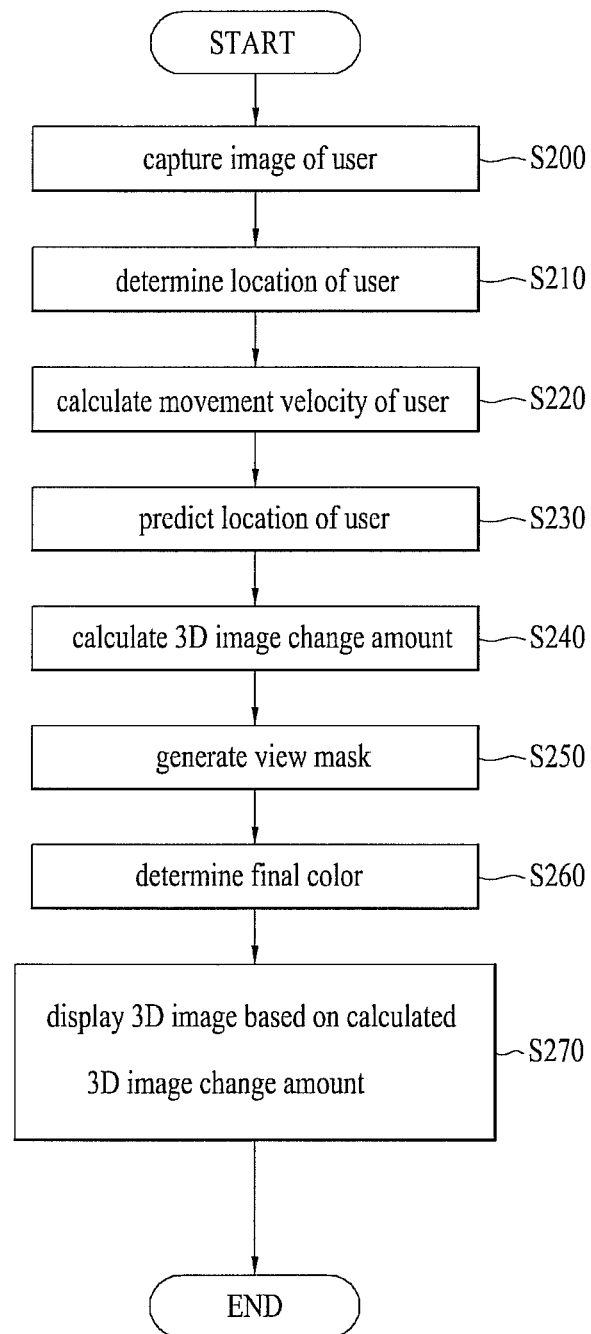 START
capture image of user
S200
determine location of user
S210
calculate movement velocity of user
S220
predict location of user
S230
calculate 3D image change amount
S240
generate view mask
S250
determine final color
S260
display 3D image based on calculated
3D image change amount
S270
END